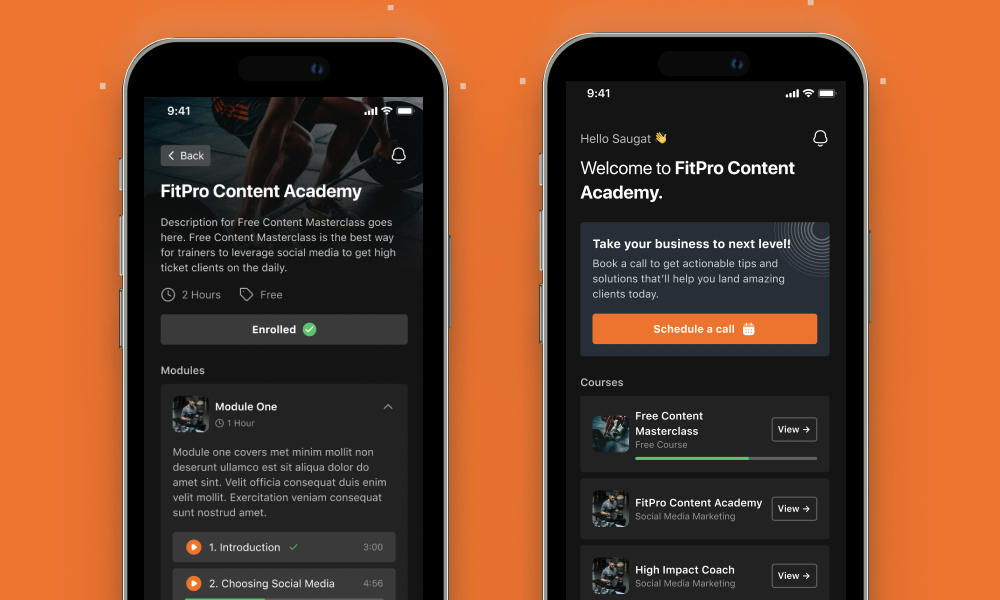 9:41
Back
FitPro Content Academy
Description for Free Content Masterclass goes
here. Free Content Masterclass is the best way
for trainers to leverage social media to get high
ticket clients on the daily.
2 Hours
Free
Enrolled
Modules
Module One
1 Hour
Module one covers met minim mollit non
deserunt ullamco est sit aliqua dolor do
amet sint. Velit officia consequat duis enim
velit mollit. Exercitation veniam consequat
sunt nostrud amet.
1. Introduction
3:00
2. Choosing Social Media
4:56
9:41
Hello Saugat 👋
Welcome to FitPro Content
Academy.
Take your business to next level!
Book a call to get actionable tips and
solutions that'll help you land amazing
clients today.
Schedule a call
Courses
Free Content
Masterclass
Free Course
View →
FitPro Content Academy
Social Media Marketing
View →
High Impact Coach
Social Media Marketing
View →